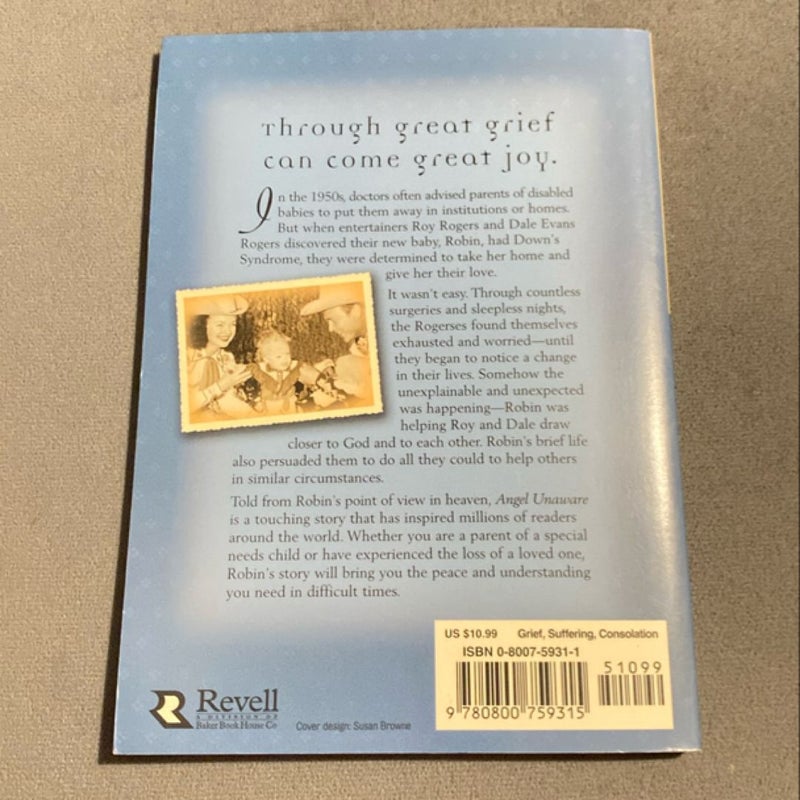 Through great grief
can come great joy.
In the 1950s, doctors often advised parents of disabled
babies to put them away in institutions or homes.
But when entertainers Roy Rogers and Dale Evans
Rogers discovered their new baby, Robin, had Down's
Syndrome, they were determined to take her home and
give her their love.
It wasn't easy. Through countless
surgeries and sleepless nights,
the Rogerses found themselves
exhausted and worried—until
they began to notice a change
in their lives. Somehow the
unexplainable and unexpected
was happening—Robin was
helping Roy and Dale draw
closer to God and to each other. Robin's brief life
also persuaded them to do all they could to help others
in similar circumstances.
Told from Robin's point of view in heaven, Angel Unaware
is a touching story that has inspired millions of readers
around the world. Whether you are a parent of a special
needs child or have experienced the loss of a loved one,
Robin's story will bring you the peace and understanding
you need in difficult times.
US $10.99 Grief, Suffering, Consolation
ISBN 0-8007-5931-1
51099
9 780800 759315
Revell
A DIVISION OF
Baker Book House Co
Cover design: Susan Browne